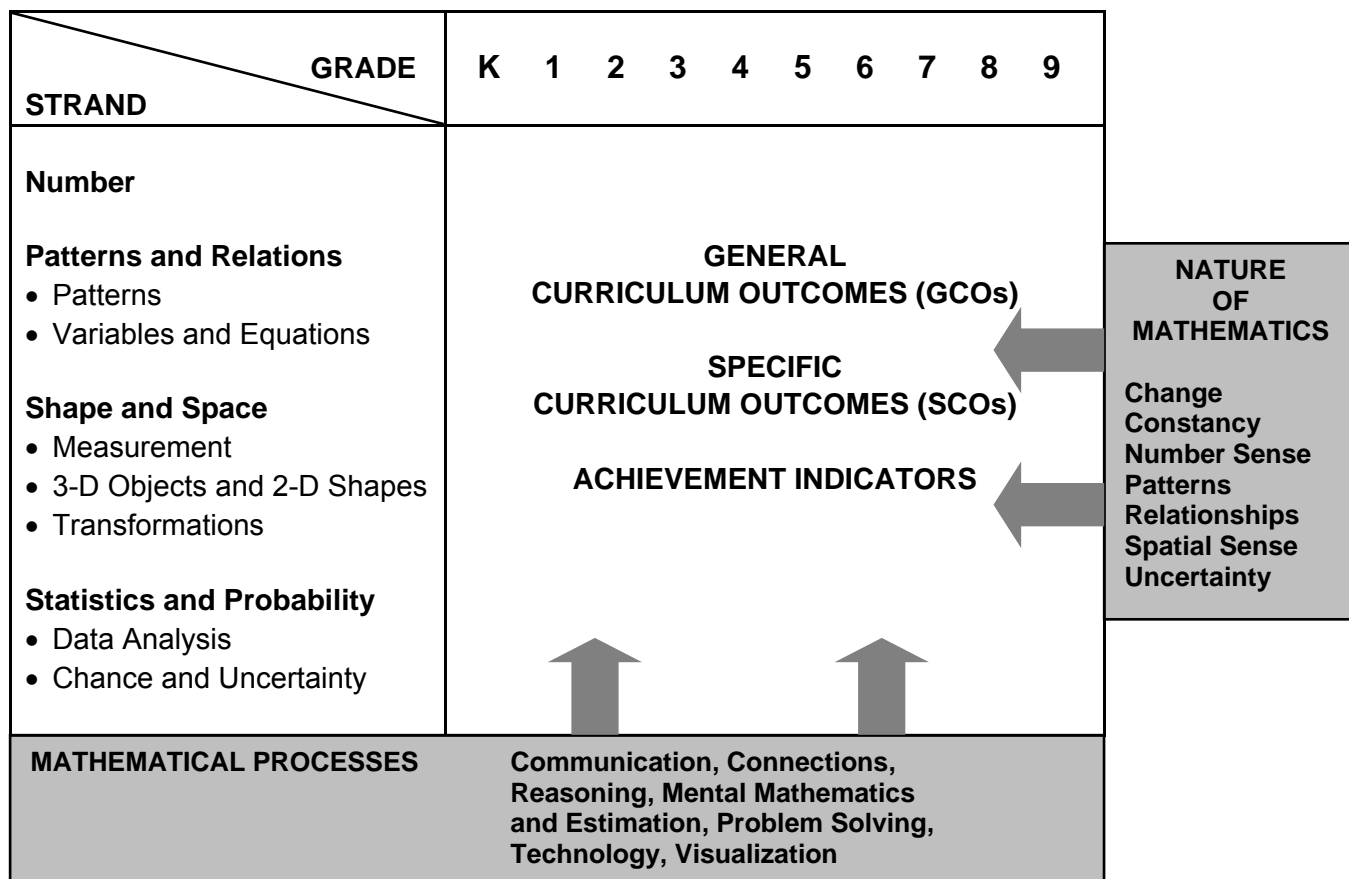 GRADE
STRAND
K 1 2 3 4 5 6 7 8 9
Number
Patterns and Relations
• Patterns
• Variables and Equations
Shape and Space
• Measurement
• 3-D Objects and 2-D Shapes
• Transformations
Statistics and Probability
• Data Analysis
• Chance and Uncertainty
GENERAL
CURRICULUM OUTCOMES (GCOs)
SPECIFIC
CURRICULUM OUTCOMES (SCOs)
ACHIEVEMENT INDICATORS
NATURE
OF
MATHEMATICS
Change
Constancy
Number Sense
Patterns
Relationships
Spatial Sense
Uncertainty
MATHEMATICAL PROCESSES
Communication, Connections,
Reasoning, Mental Mathematics
and Estimation, Problem Solving,
Technology, Visualization